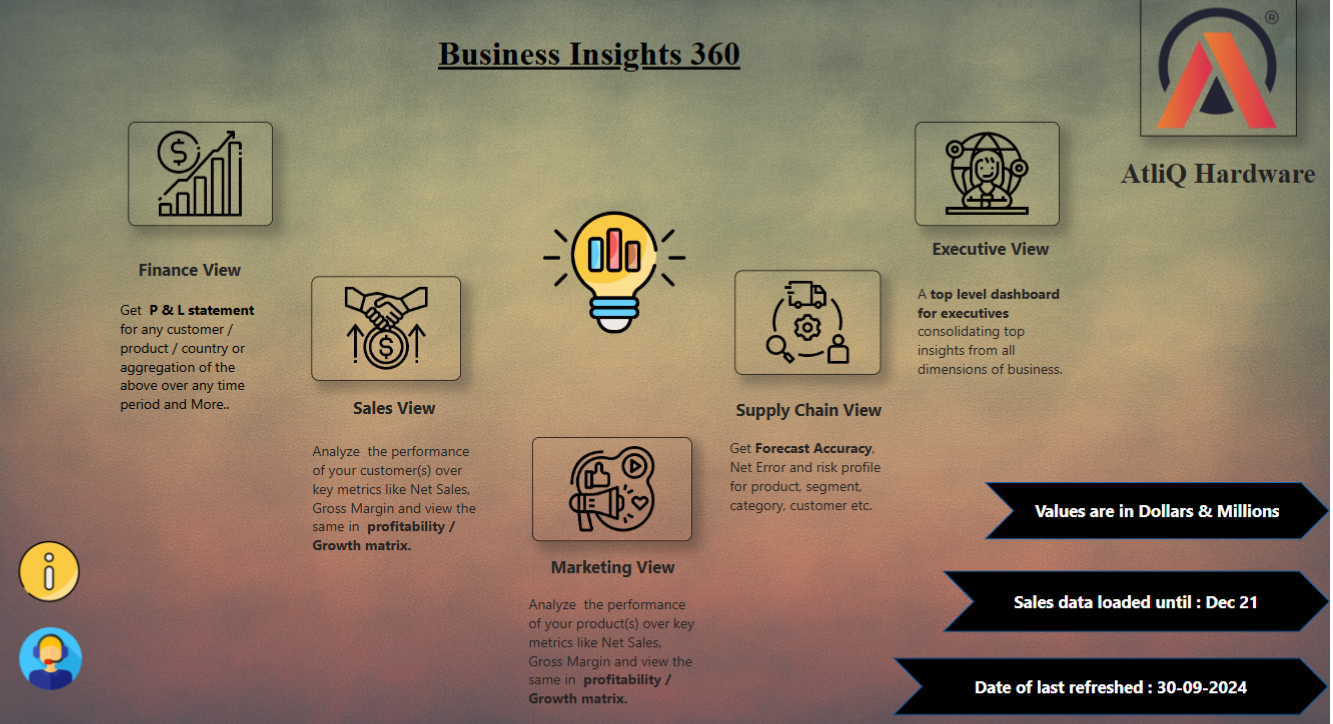 Business Insights 360
®
AtliQ Hardware
Finance View
Get P & L statement
for any customer /
product / country or
aggregation of the
above over any time
period and More..
Sales View
Analyze the performance
of your customer(s) over
key metrics like Net Sales,
Gross Margin and view the
same in profitability /
Growth matrix.
Marketing View
Analyze the performance
of your product(s) over key
metrics like Net Sales,
Gross Margin and view the
same in profitability /
Growth matrix.
Supply Chain View
Get Forecast Accuracy,
Net Error and risk profile
for product, segment,
category, customer etc.
Executive View
A top level dashboard
for executives
consolidating top
insights from all
dimensions of business.
Values are in Dollars & Millions
Sales data loaded until : Dec 21
Date of last refreshed : 30-09-2024